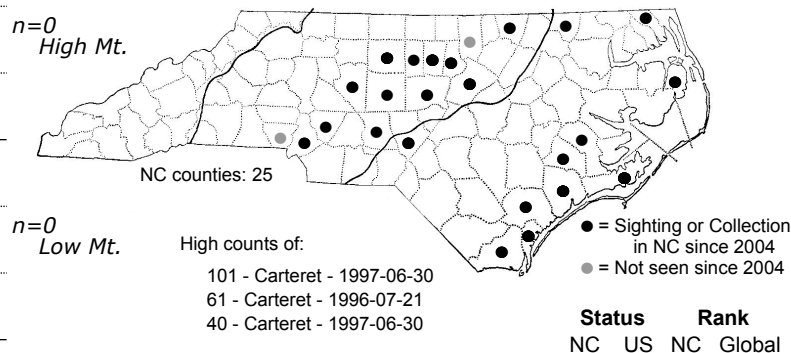 n=0
High Mt.
NC counties: 25
n=0
Low Mt.
High counts of:
101 - Carteret - 1997-06-30
61 - Carteret - 1996-07-21
40 - Carteret - 1997-06-30
= Sighting or Collection
in NC since 2004
= Not seen since 2004
Status Rank
NC US NC Global